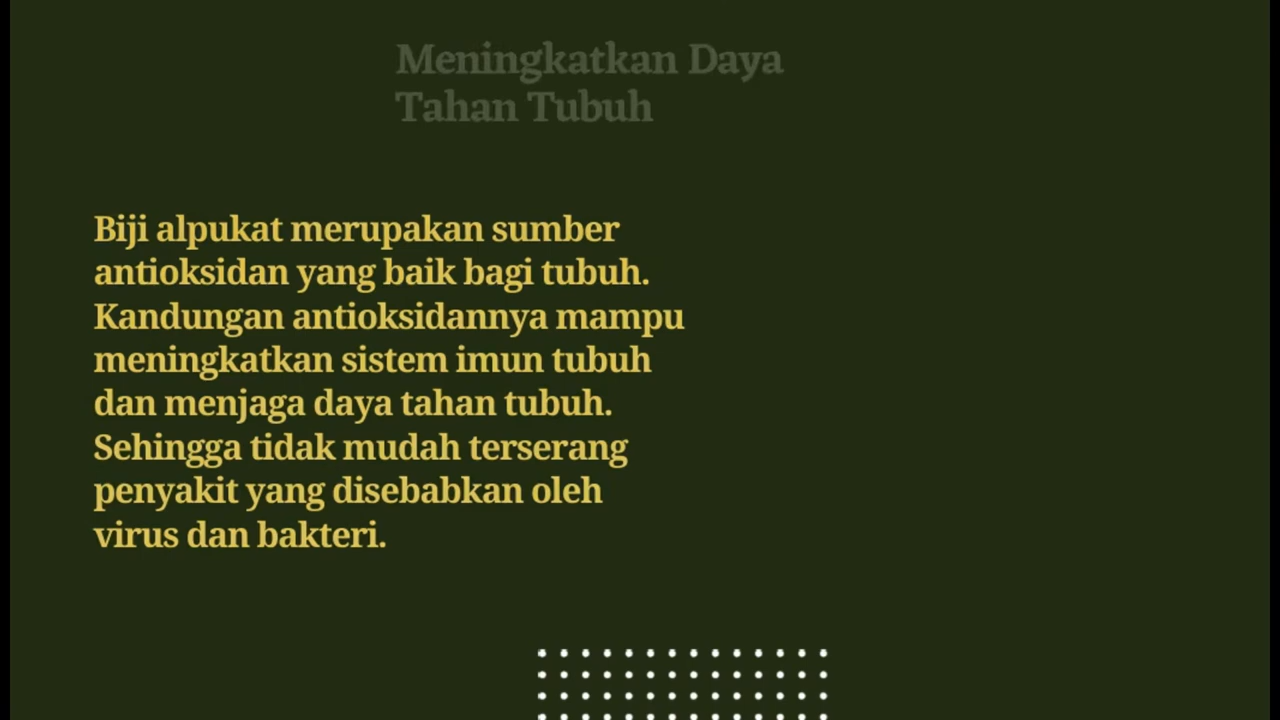 Meningkatkan Daya
Tahan Tubuh
Biji alpukat merupakan sumber
antioksidan yang baik bagi tubuh.
Kandungan antioksidannya mampu
meningkatkan sistem imun tubuh
dan menjaga daya tahan tubuh.
Sehingga tidak mudah terserang
penyakit yang disebabkan oleh
virus dan bakteri.